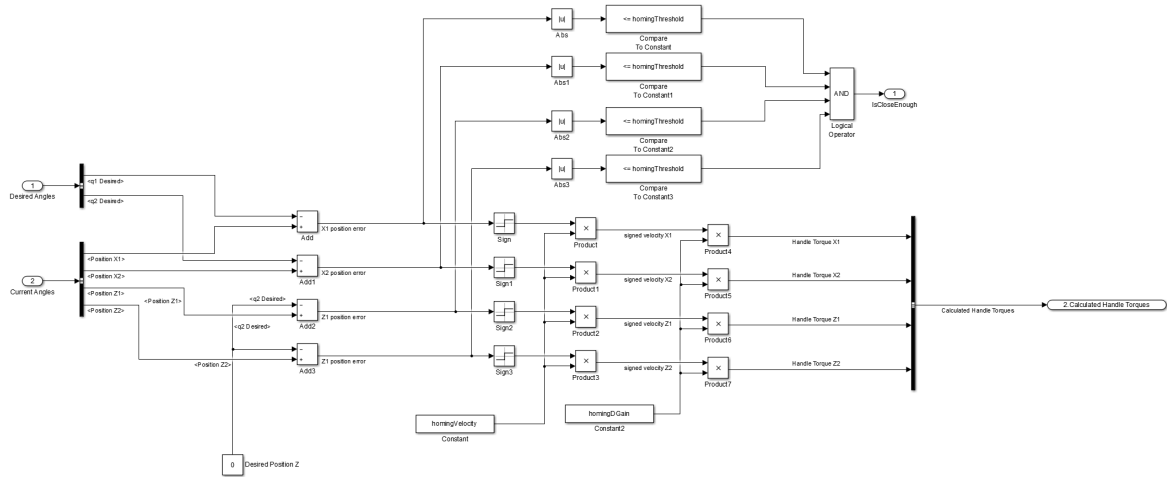 |u|
Abs
<= homingThreshold
Compare
To Constant
|u|
Abs1
<= homingThreshold
Compare
To Constant1
AND
Logical
Operator
1
IsCloseEnough
|u|
Abs2
<= homingThreshold
Compare
To Constant2
|u|
Abs3
<= homingThreshold
Compare
To Constant3
1
Desired Angles
<q1 Desired>
<q2 Desired>
2
Current Angles
<Position X1>
<Position X2>
<Position Z1>
<Position Z2>
<Position Z1>
<q2 Desired>
<q2 Desired>
<Position Z2>
Add
X1 position error
Add1
X2 position error
Add2
Z1 position error
Add3
Z1 position error
Sign
Sign1
Sign2
Sign3
×
Product
×
Product1
×
Product2
×
Product3
signed velocity X1
signed velocity X2
signed velocity Z1
signed velocity Z2
×
Product4
×
Product5
×
Product6
×
Product7
Handle Torque X1
Handle Torque X2
Handle Torque Z1
Handle Torque Z2
Calculated Handle Torques
2 Calculated Handle Torques
homingVelocity
Constant
homingDGain
Constant2
0
Desired Position Z